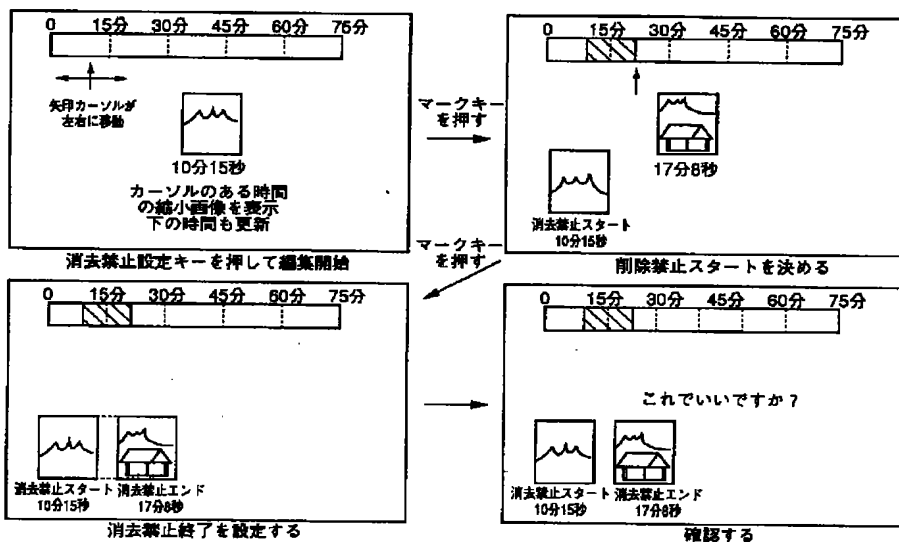 0 15分 30分 45分 60分 75分
矢印カーソルが
左右に移動
10分15秒
カーソルのある時間
の縮小画像を表示
下の時間も更新
消去禁止設定キーを押して編集開始
マークキー
を押す
0 15分 30分 45分 60分 75分
17分8秒
消去禁止スタート
10分15秒
削除禁止スタートを決める
マークキー
を押す
0 15分 30分 45分 60分 75分
消去禁止スタート 消去禁止エンド
10分15秒 17分8秒
消去禁止終了を設定する
0 15分 30分 45分 60分 75分
これでいいですか？
消去禁止スタート 消去禁止エンド
10分15秒 17分8秒
確認する